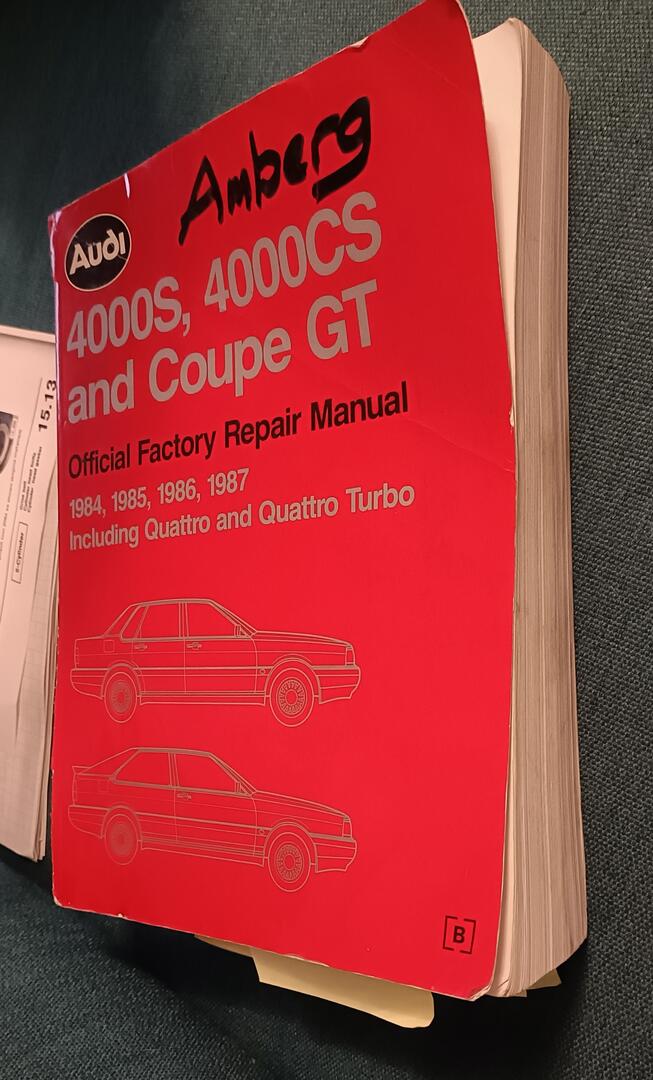 Amberg
Audi
4000S, 4000CS
and Coupe GT
Official Factory Repair Manual
1984, 1985, 1986, 1987
Including Quattro and Quattro Turbo
B
15.13